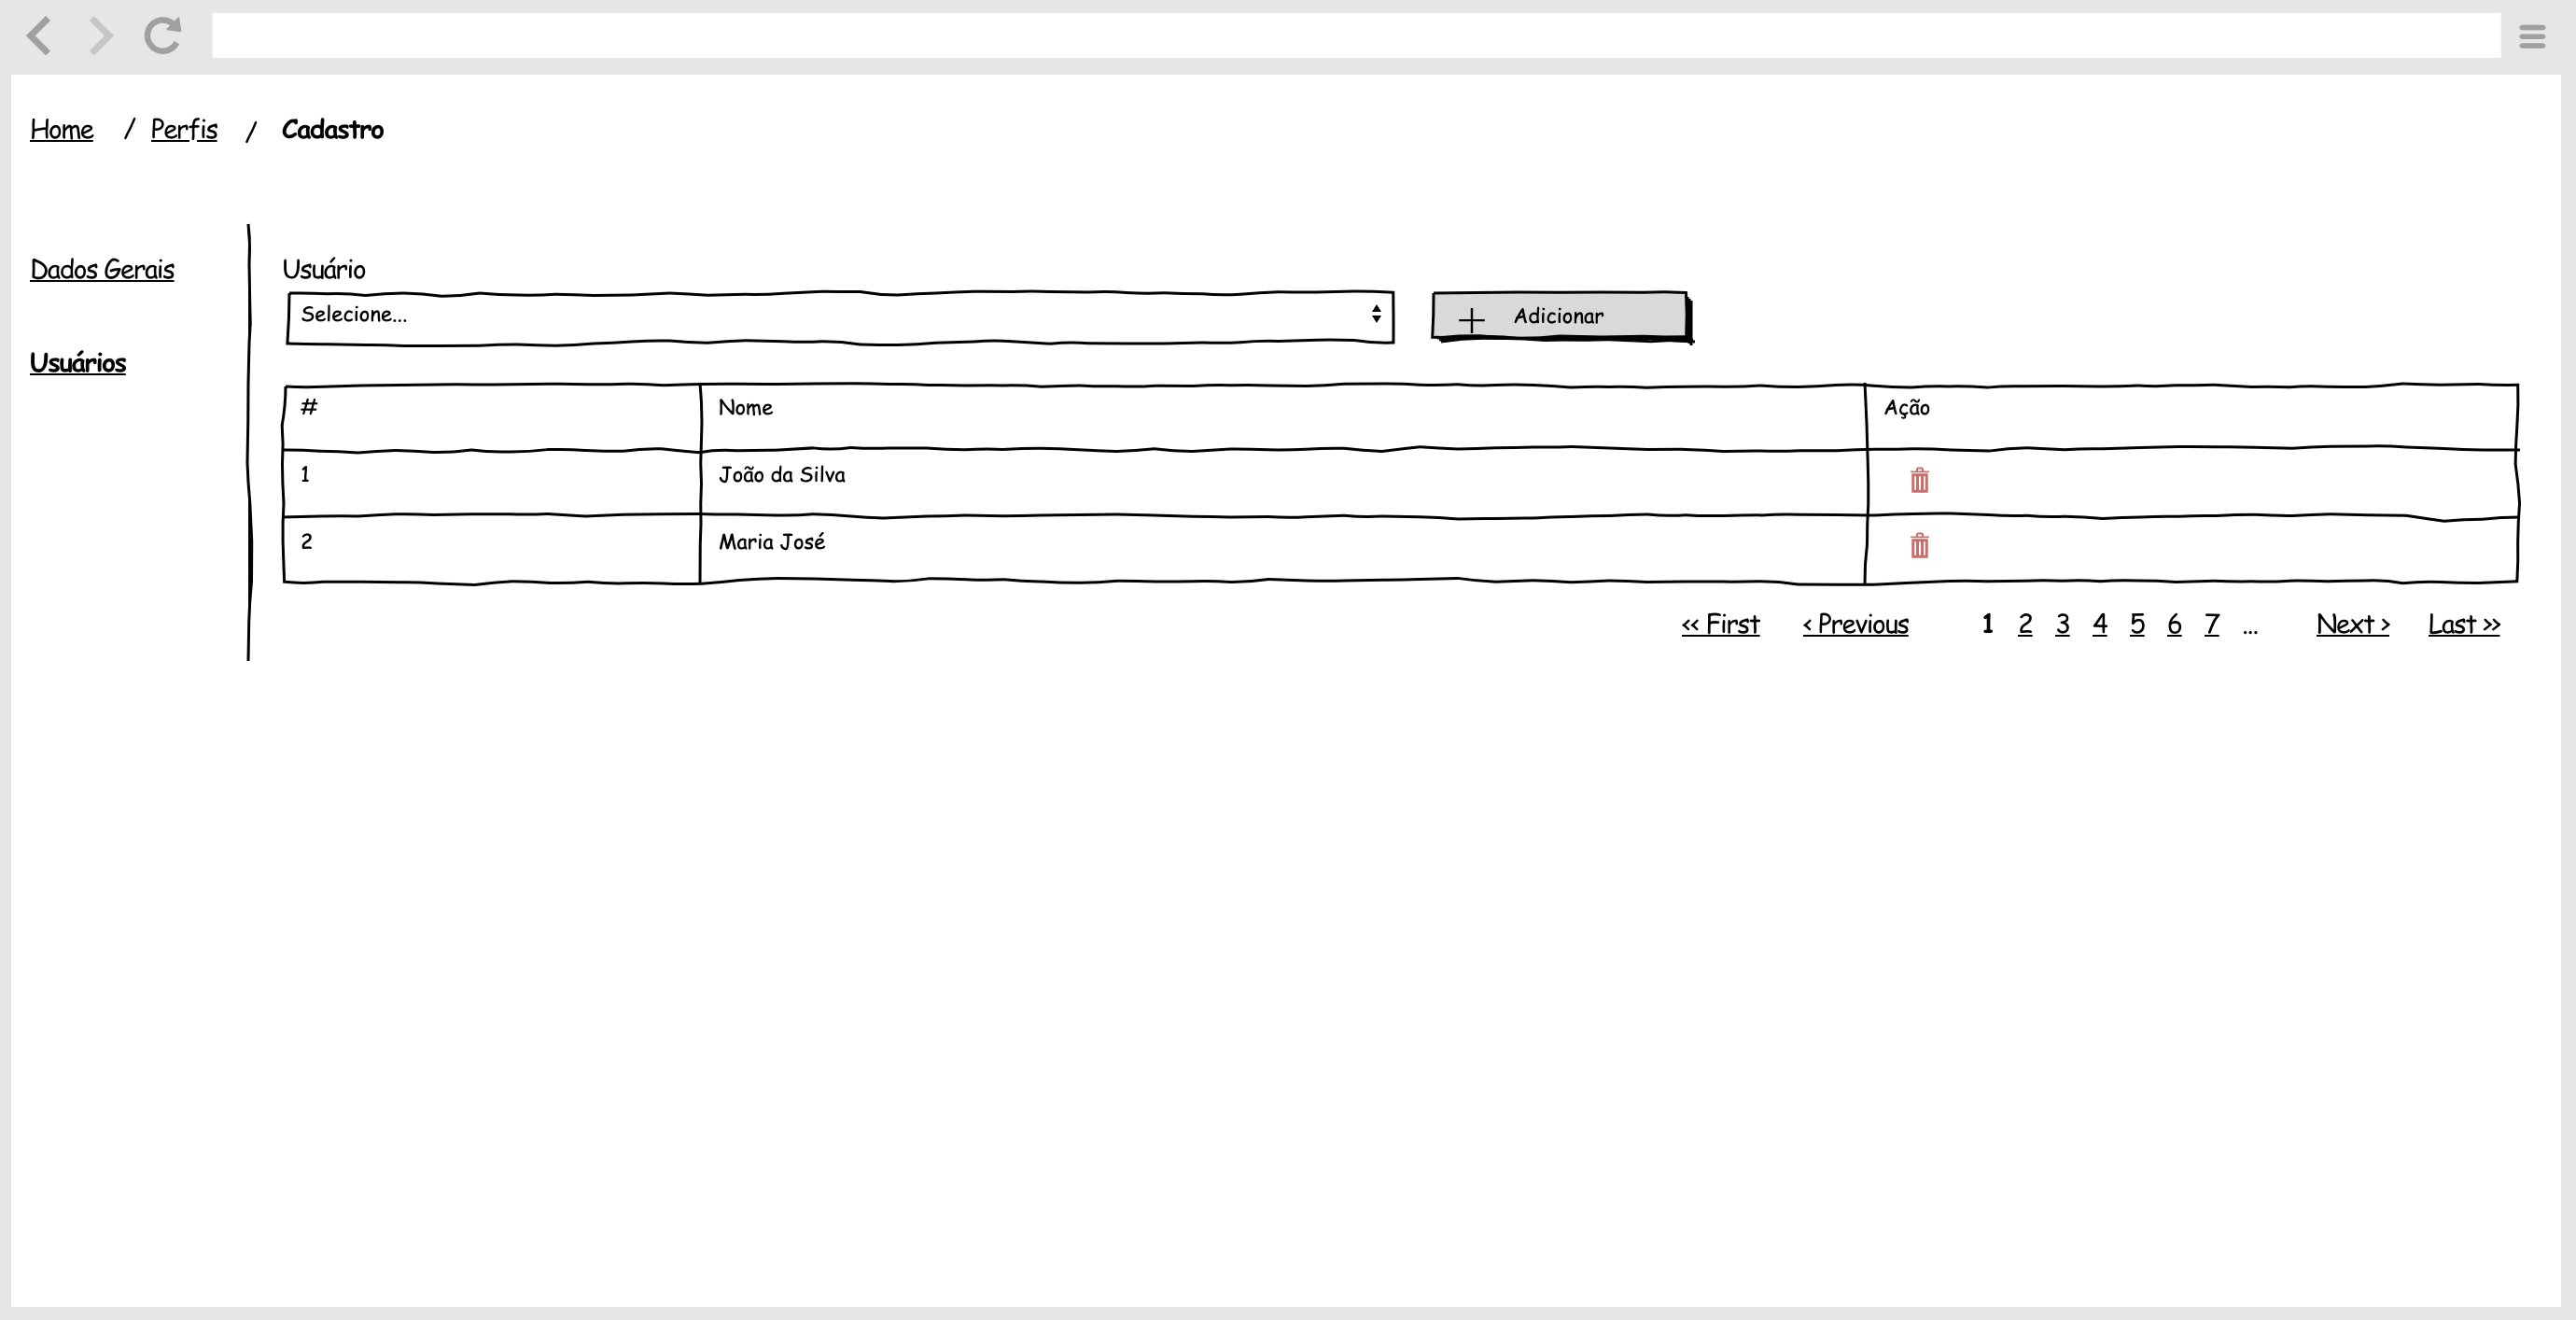 Home / Perfis / Cadastro
Dados Gerais
Usuários
Usuário
Selecione...
Adicionar
# Nome Ação
1 João da Silva
2 Maria José
<< First < Previous 1 2 3 4 5 6 7 ... Next > Last >>